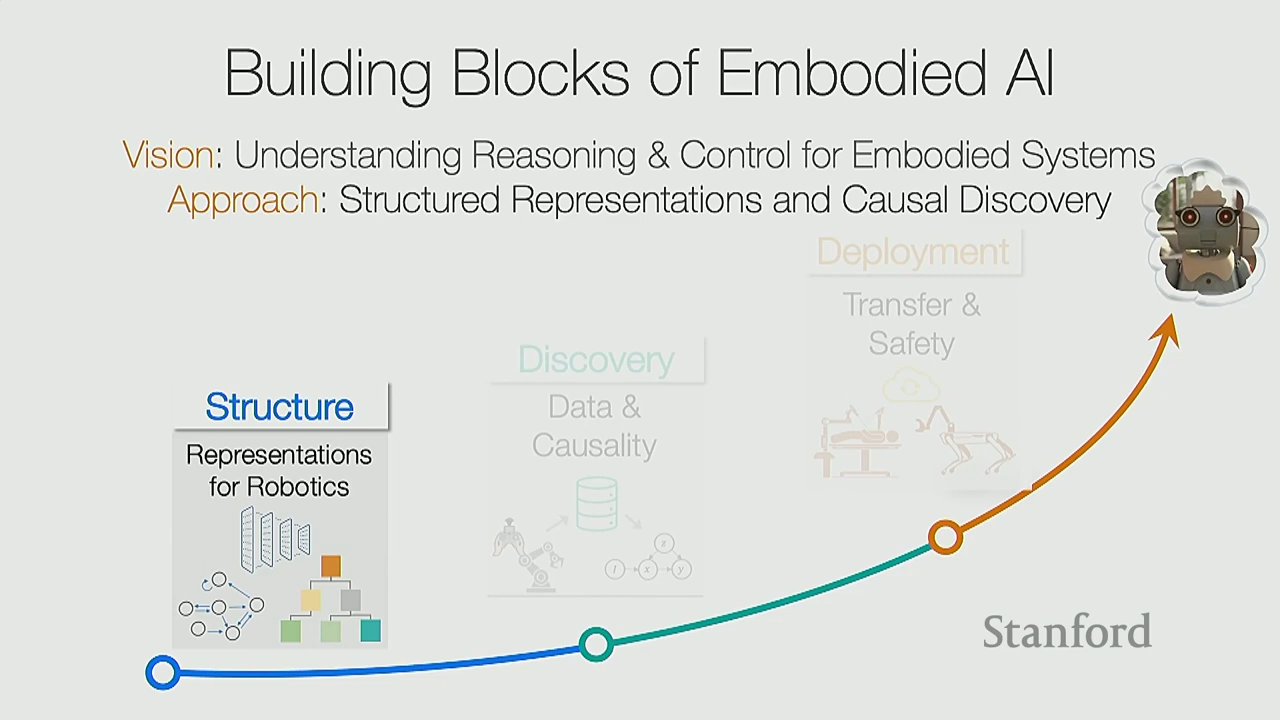 Building Blocks of Embodied AI
Vision: Understanding Reasoning & Control for Embodied Systems
Approach: Structured Representations and Causal Discovery
Deployment
Transfer &
Safety
Discovery
Data &
Causality
z
l x y
Structure
Representations
for Robotics
Stanford